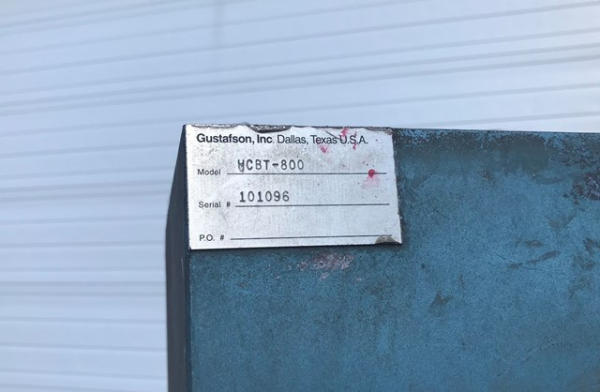 Gustafson, Inc. Dallas, Texas U.S.A.
Model WCBT-800
Serial # 101096
P.O. #